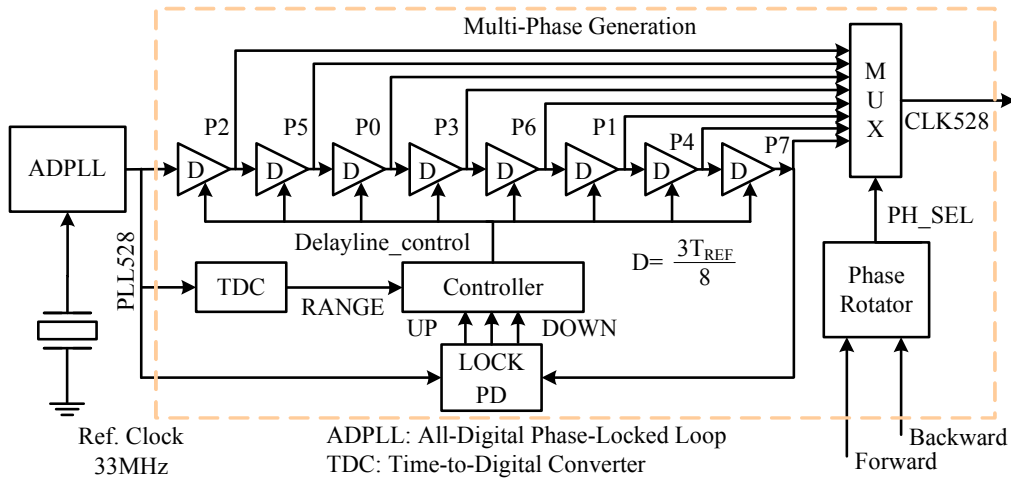 Multi-Phase Generation
M
U
X
CLK528
P2
P5
P0
P3
P6
P1
P4
P7
ADPLL
D
D
D
D
D
D
D
D
PLL528
Delayline_control
D= 3T_REF/8
PH_SEL
TDC
RANGE
Controller
Phase
Rotator
UP
DOWN
LOCK
PD
Ref. Clock
33MHz
ADPLL: All-Digital Phase-Locked Loop
TDC: Time-to-Digital Converter
Backward
Forward